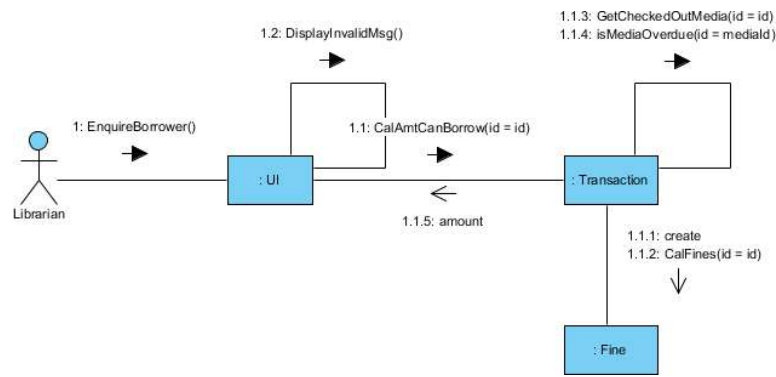 1.1.3: GetCheckedOutMedia(id = id)
1.2: DisplayInvalidMsg()
1.1.4: isMediaOverdue(id = mediaId)
1: EnquireBorrower()
1.1: CalAmtCanBorrow(id = id)
: UI
: Transaction
Librarian
1.1.5: amount
1.1.1: create
1.1.2: CalFines(id = id)
: Fine